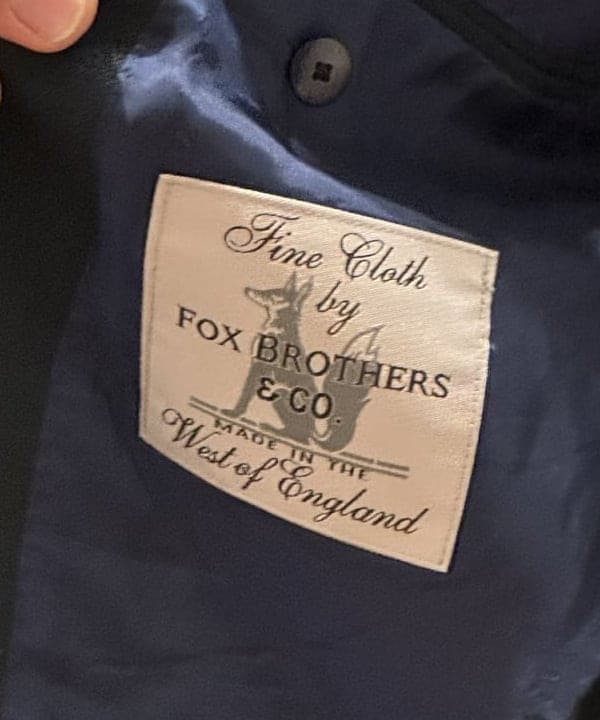 Fine Cloth
by
FOX BROTHERS
& CO.
MADE IN THE
West of England